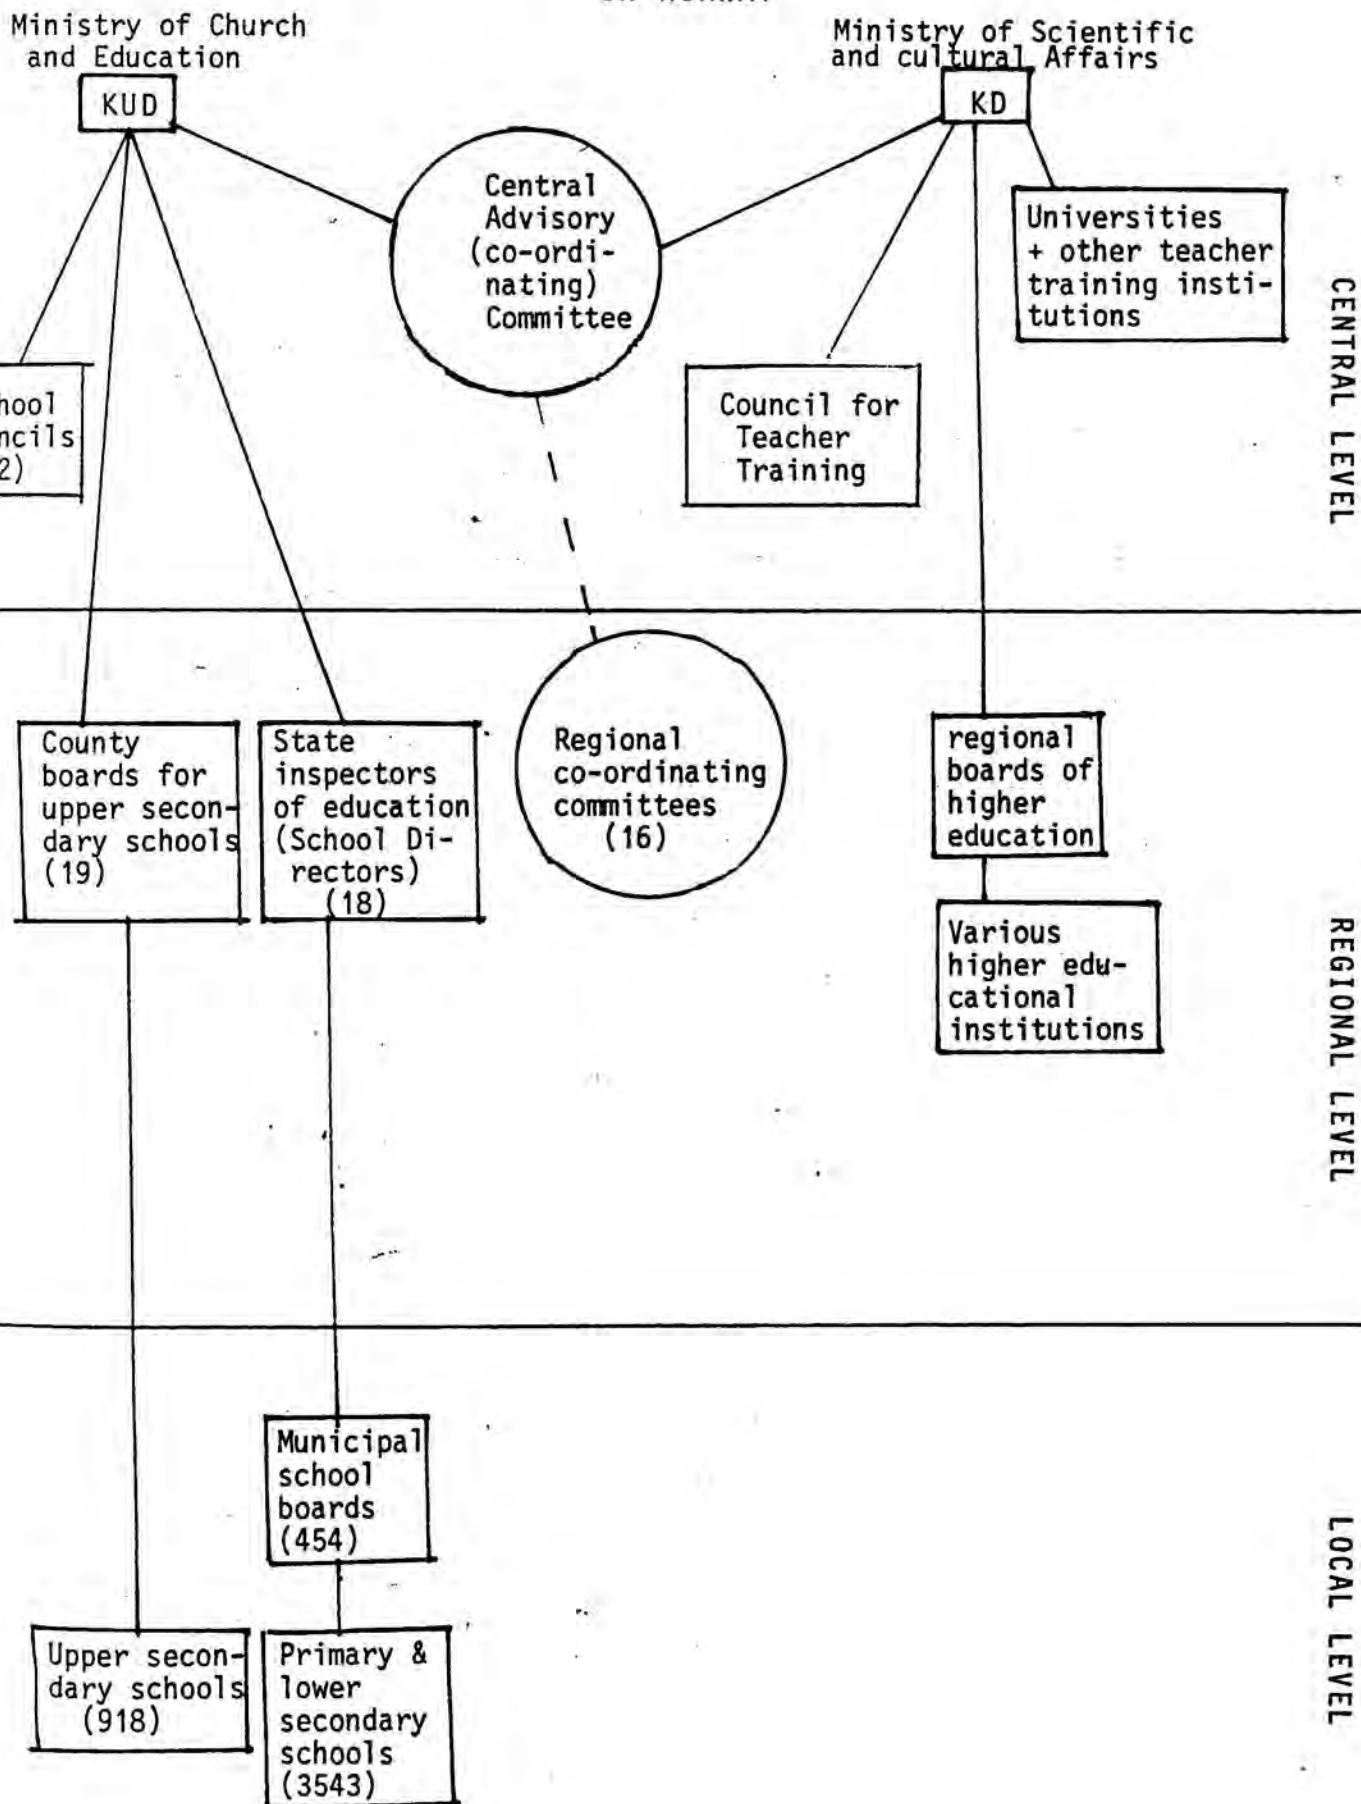 Ministry of Church
and Education
KUD
Ministry of Scientific
and cultural Affairs
KD
Central
Advisory
(co-ordi-
nating)
Committee
Universities
+ other teacher
training insti-
tutions
Council for
Teacher
Training
hool
ncils
2)
CENTRAL LEVEL
County
boards for
upper secon-
dary schools
(19)
State
inspectors
of education
(School Di-
rectors)
(18)
Regional
co-ordinating
committees
(16)
regional
boards of
higher
education
Various
higher edu-
cational
institutions
REGIONAL LEVEL
Municipal
school
boards
(454)
Upper secon-
dary schools
(918)
Primary &
lower
secondary
schools
(3543)
LOCAL LEVEL